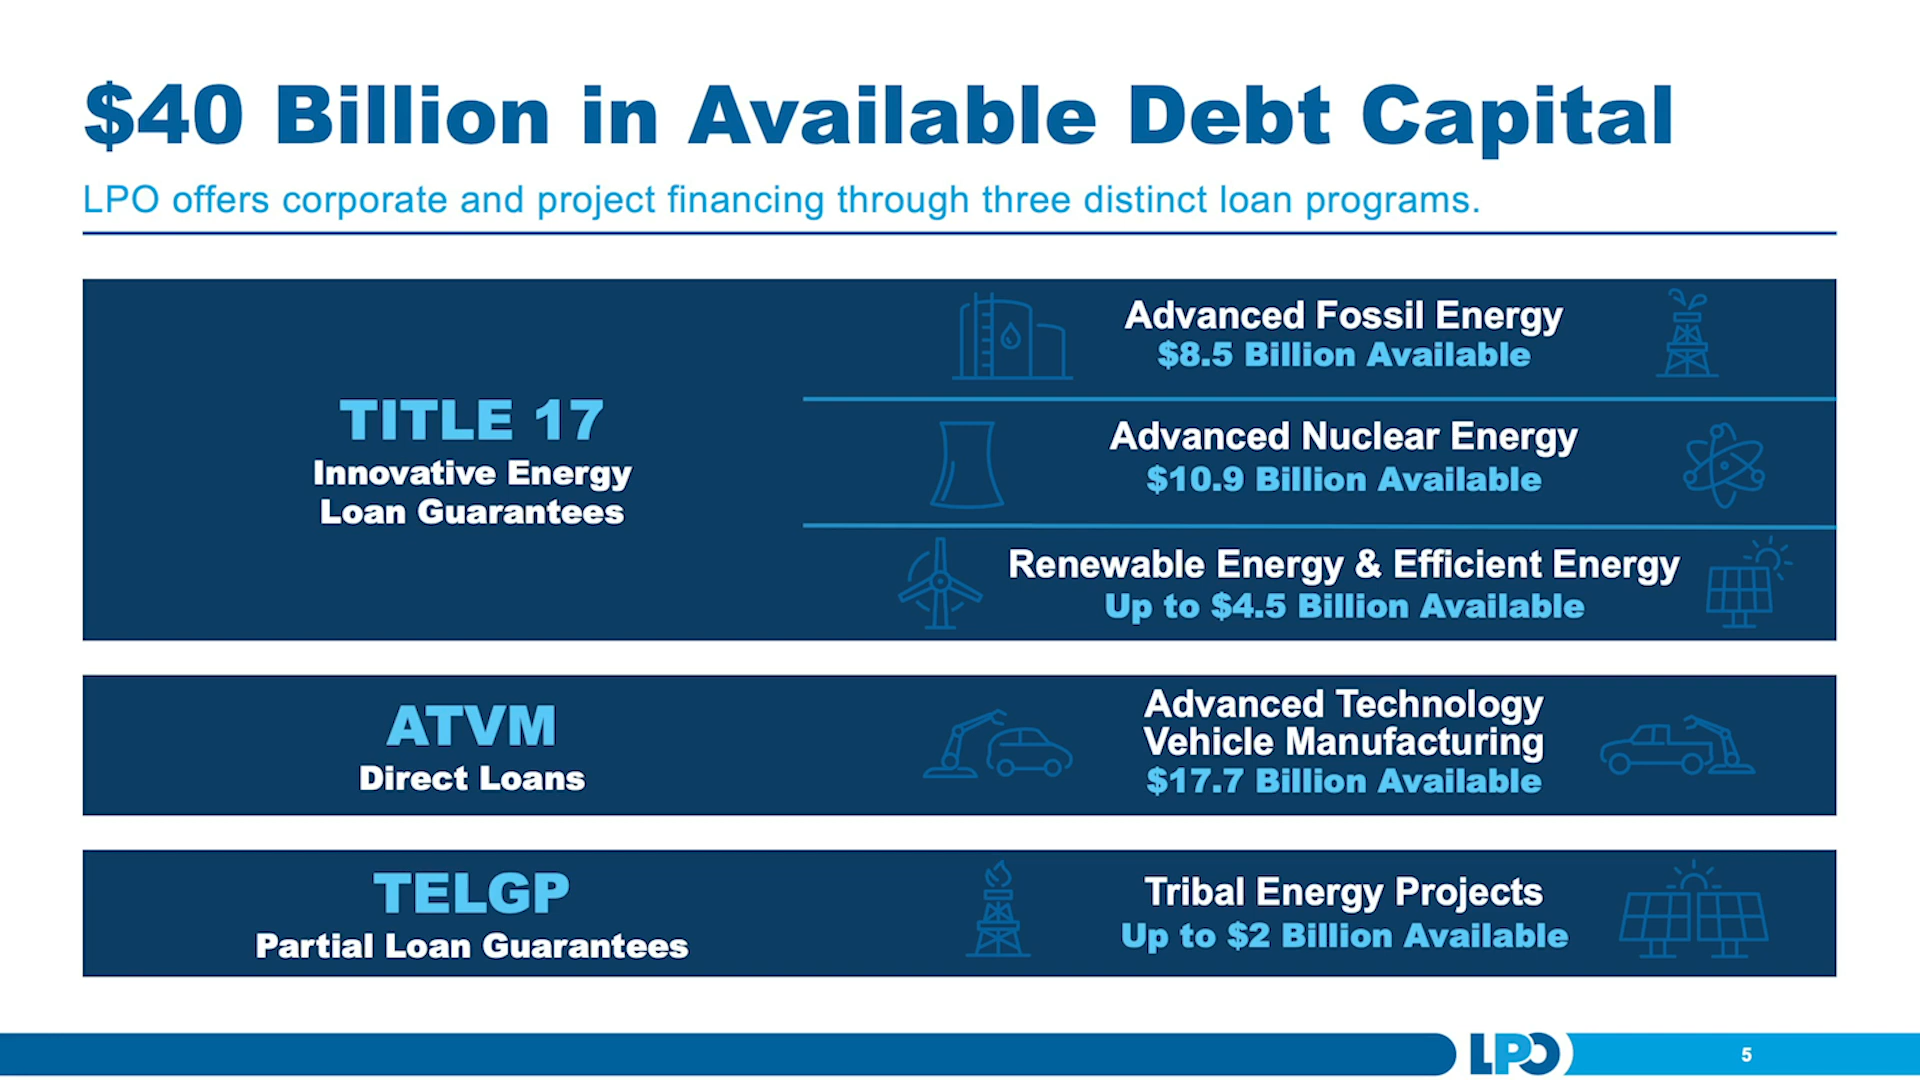 $40 Billion in Available Debt Capital
LPO offers corporate and project financing through three distinct loan programs.
TITLE 17
Innovative Energy
Loan Guarantees
Advanced Fossil Energy
$8.5 Billion Available
Advanced Nuclear Energy
$10.9 Billion Available
Renewable Energy & Efficient Energy
Up to $4.5 Billion Available
ATVM
Direct Loans
Advanced Technology
Vehicle Manufacturing
$17.7 Billion Available
TELGP
Partial Loan Guarantees
Tribal Energy Projects
Up to $2 Billion Available
LPO
5